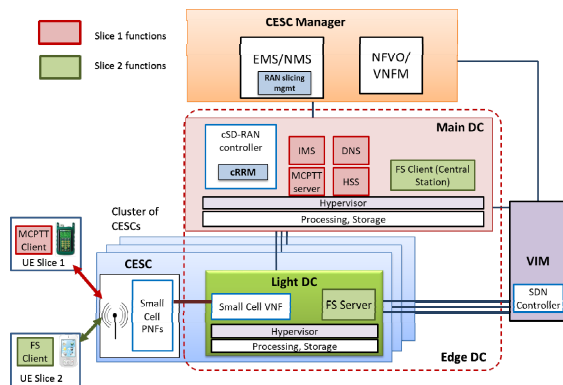 Slice 1 functions
Slice 2 functions
CESC Manager
EMS/NMS
RAN slicing
mgmt
NFVO/
VNFM
Main DC
cSD-RAN
controller
cRRM
IMS
DNS
MCPTT
server
HSS
FS Client (Central
Station)
Hypervisor
Processing, Storage
Cluster of
CESCs
MCPTT
Client
UE Slice 1
CESC
Small
Cell
PNFs
Light DC
Small Cell VNF
FS Server
Hypervisor
Processing, Storage
Edge DC
VIM
SDN
Controller
FS
Client
UE Slice 2